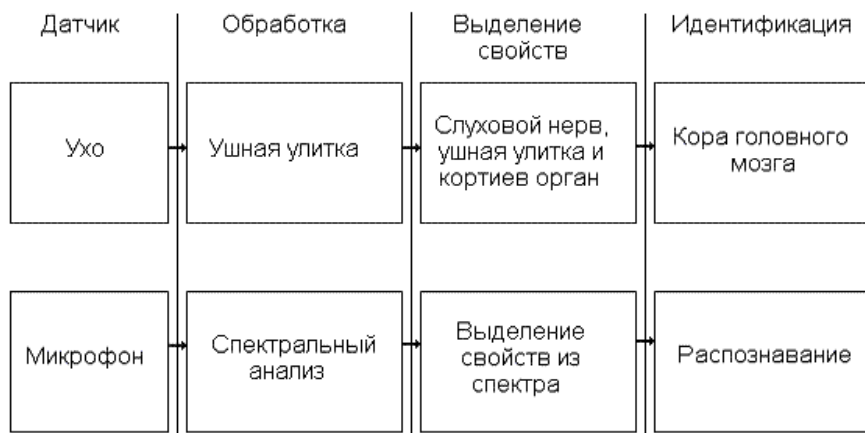 Датчик
Обработка
Выделение
свойств
Идентификация
Ухо
Ушная улитка
Слуховой нерв,
ушная улитка и
кортиев орган
Кора головного
мозга
Микрофон
Спектральный
анализ
Выделение
свойств из
спектра
Распознавание